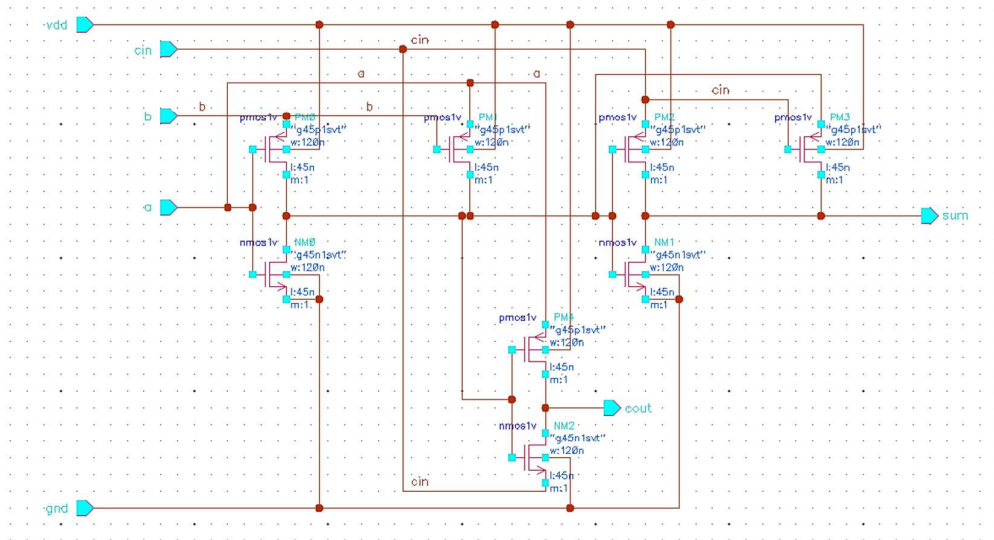 vdd
cin
cin
a
a
cin
b
b
b
pmos1v
PM0
"g45p1svt"
w:120n
l:45n
m:1
pmos1v
PM1
"g45p1svt"
w:120n
l:45n
m:1
pmos1v
PM2
"g45p1svt"
w:120n
l:45n
m:1
pmos1v
PM3
"g45p1svt"
w:120n
l:45n
m:1
a
sum
nmos1v
NM0
"g45n1svt"
w:120n
l:45n
m:1
nmos1v
NM1
"g45n1svt"
w:120n
l:45n
m:1
pmos1v
PM4
"g45p1svt"
w:120n
l:45n
m:1
cout
nmos1v
NM2
"g45n1svt"
w:120n
l:45n
m:1
cin
gnd